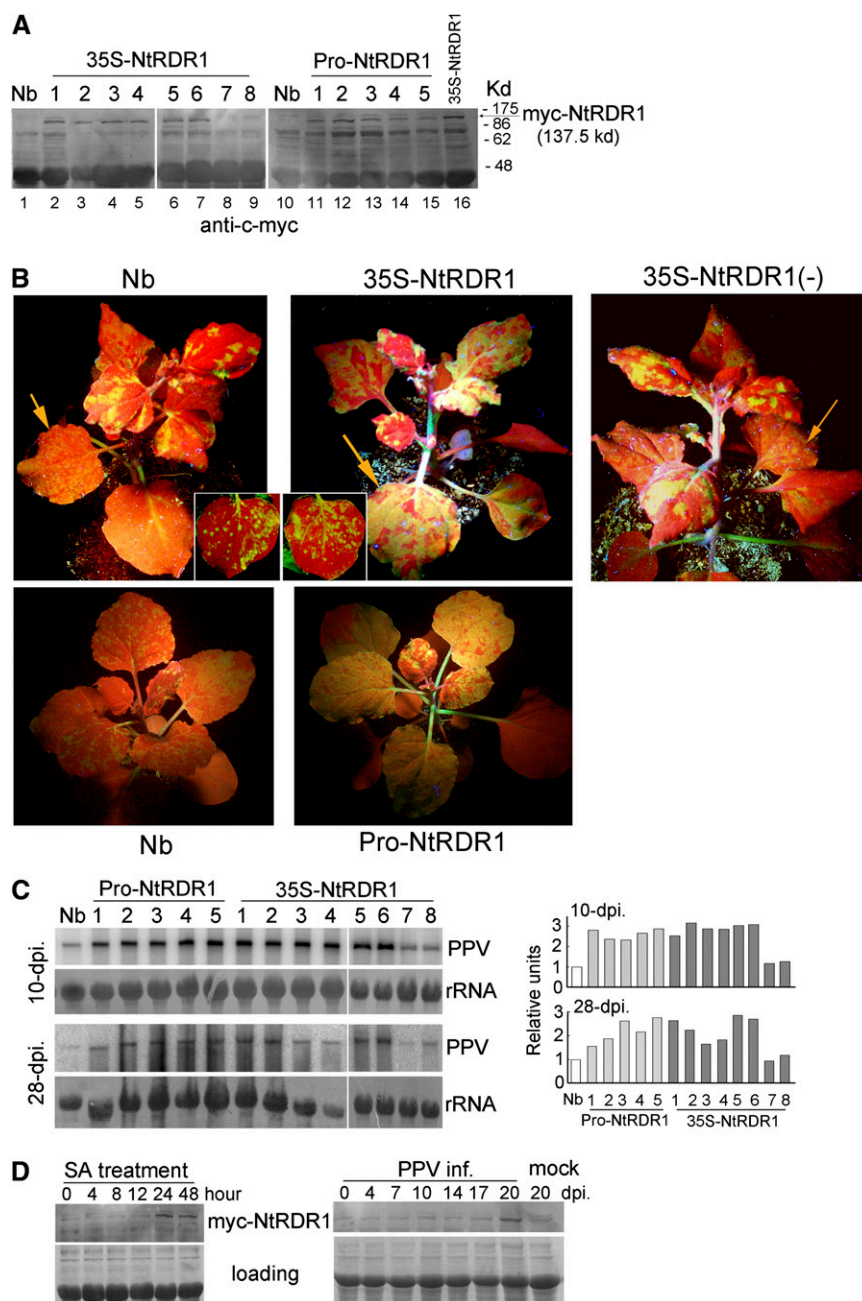 A
35S-NtRDR1
Pro-NtRDR1
35S-NtRDR1
Nb 1 2 3 4 5 6 7 8 Nb 1 2 3 4 5 Kd
- 175
- 86
- 62
- 48
myc-NtRDR1
(137.5 kd)
1 2 3 4 5 6 7 8 9 10 11 12 13 14 15 16
anti-c-myc
B
Nb
35S-NtRDR1
35S-NtRDR1(-)
Nb
Pro-NtRDR1
C
Pro-NtRDR1
35S-NtRDR1
Nb 1 2 3 4 5 1 2 3 4 5 6 7 8
10-dpi.
PPV
rRNA
28-dpi.
PPV
rRNA
Relative units
10-dpi.
3
2
1
0
28-dpi.
3
2
1
0
Nb 1 2 3 4 5 1 2 3 4 5 6 7 8
Pro-NtRDR1
35S-NtRDR1
D
SA treatment
0 4 8 12 24 48 hour
myc-NtRDR1
loading
PPV inf.
mock
0 4 7 10 14 17 20 20 dpi.